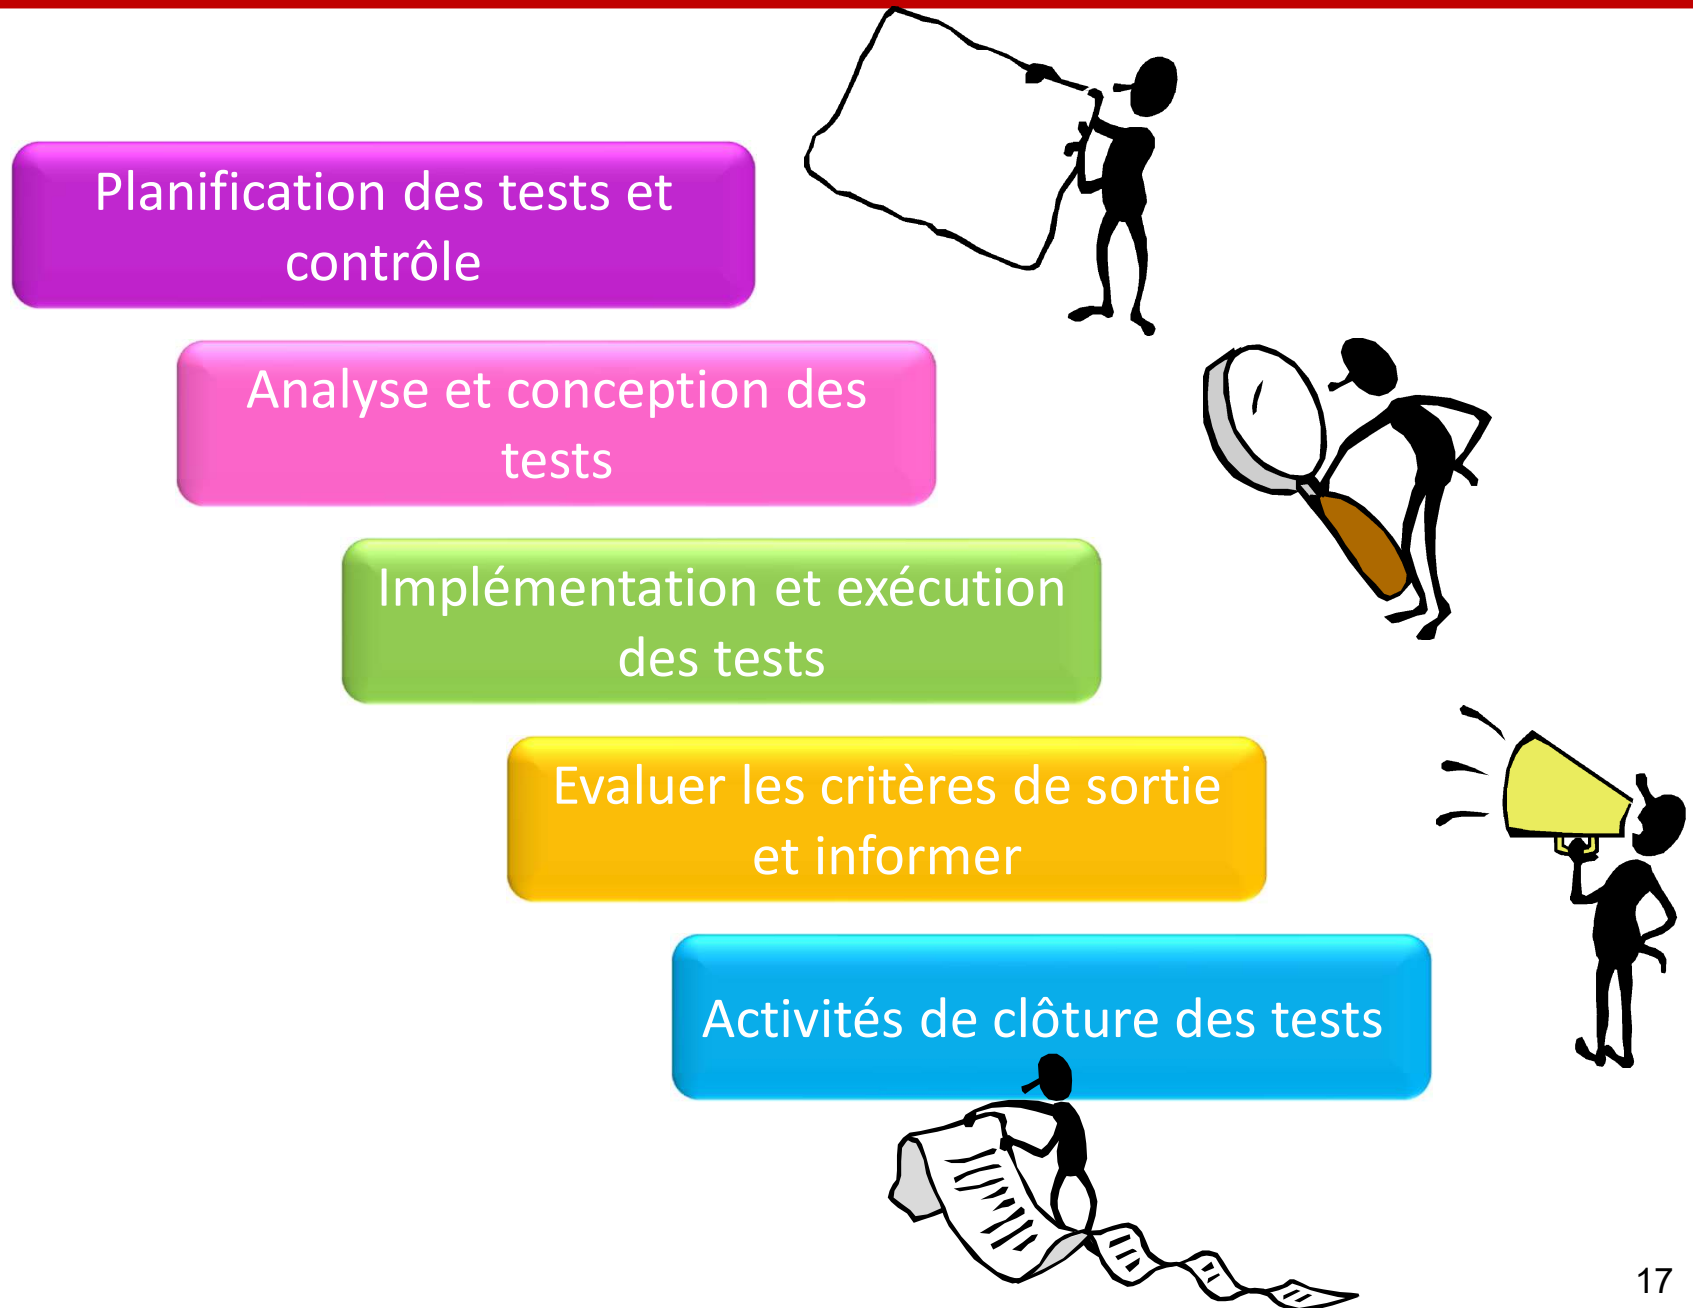 Planification des tests et
contrôle
Analyse et conception des
tests
Implémentation et exécution
des tests
Evaluer les critères de sortie
et informer
Activités de clôture des tests
17